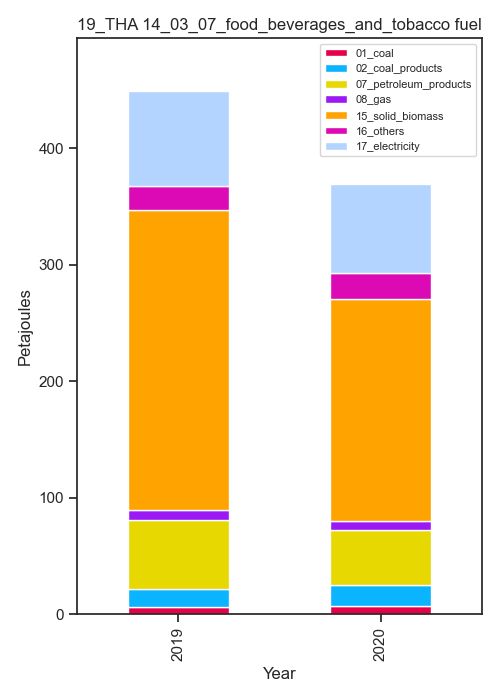 19_THA 14_03_07_food_beverages_and_tobacco fuel
01_coal
02_coal_products
07_petroleum_products
08_gas
15_solid_biomass
16_others
17_electricity
400
300
200
100
0
Petajoules
2019
2020
Year